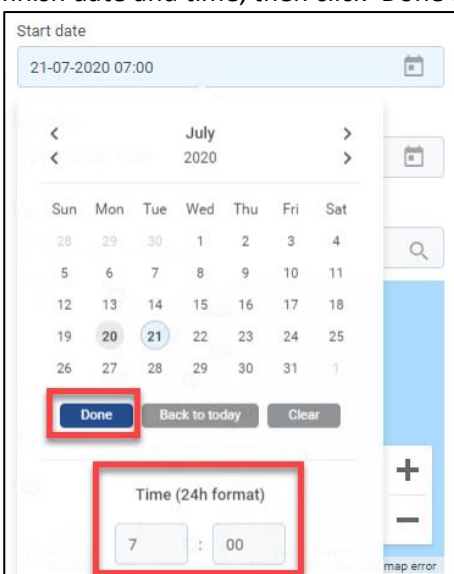 finish date and time, then click 'Done
Start date
21-07-2020 07:00
< July >
< 2020 >
Sun Mon Tue Wed Thu Fri Sat
28 29 30 1 2 3 4
5 6 7 8 9 10 11
12 13 14 15 16 17 18
19 20 21 22 23 24 25
26 27 28 29 30 31 1
Done Back to today Clear
+
Time (24h format)
−
7 : 00
map error